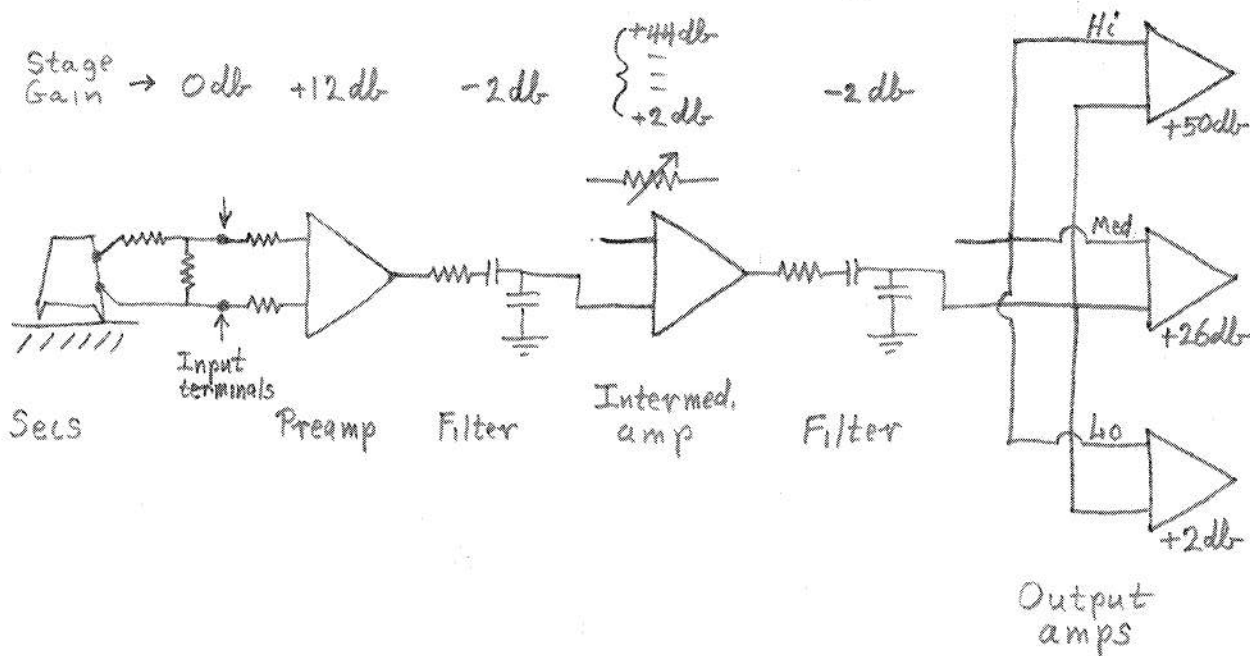 Stage
Gain → 0db +12db -2db
+44db
+2db
-2db
Hi
+50db
Med.
+26db
Lo
+2db
Input
terminals
Secs
Preamp
Filter
Intermed.
amp
Filter
Output
amps